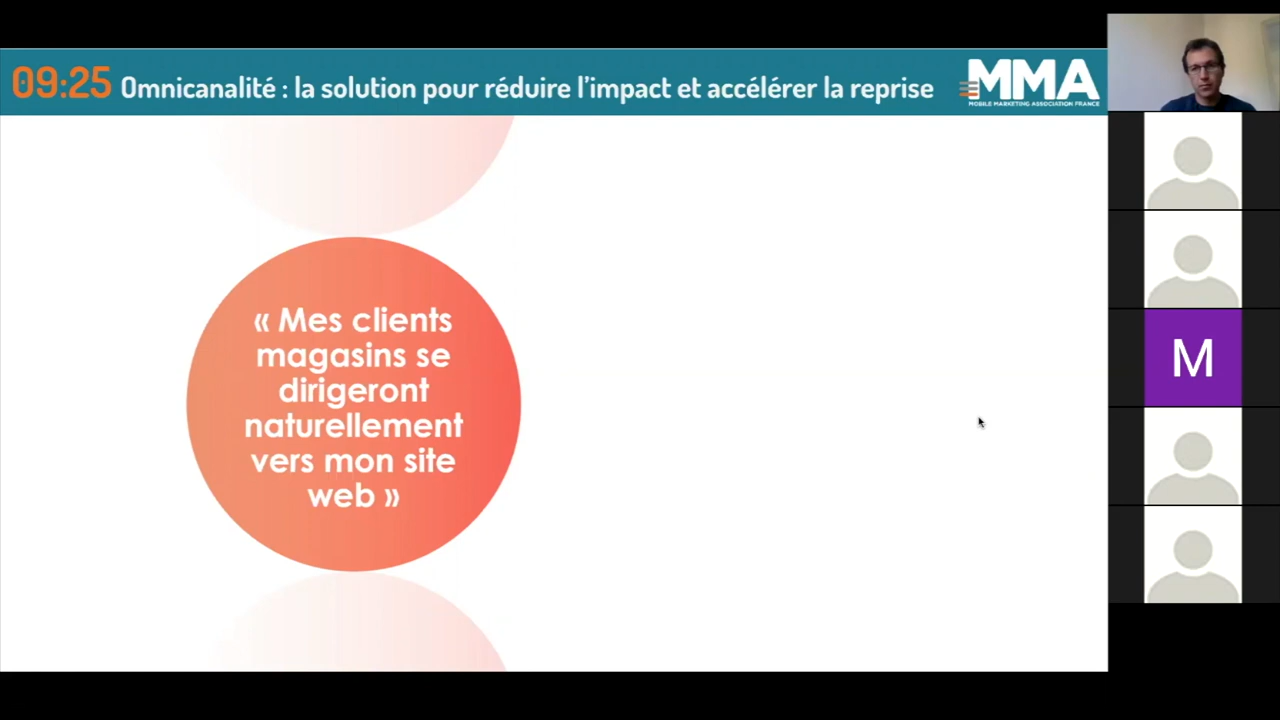 09:25 Omnicanalité : la solution pour réduire l'impact et accélérer la reprise
MMA
MOBILE MARKETING ASSOCIATION FRANCE
« Mes clients
magasins se
dirigeront
naturellement
vers mon site
web »
M